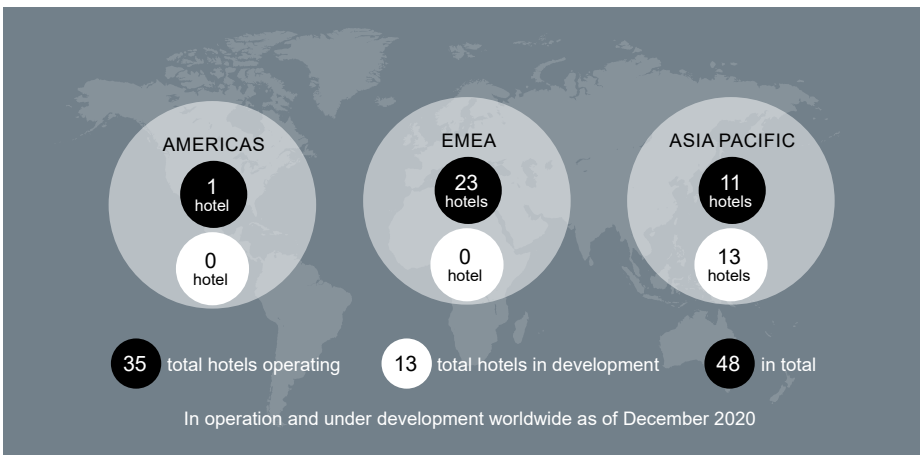 AMERICAS
1
hotel
0
hotel
EMEA
23
hotels
0
hotel
ASIA PACIFIC
11
hotels
13
hotels
35 total hotels operating
13 total hotels in development
48 in total
In operation and under development worldwide as of December 2020